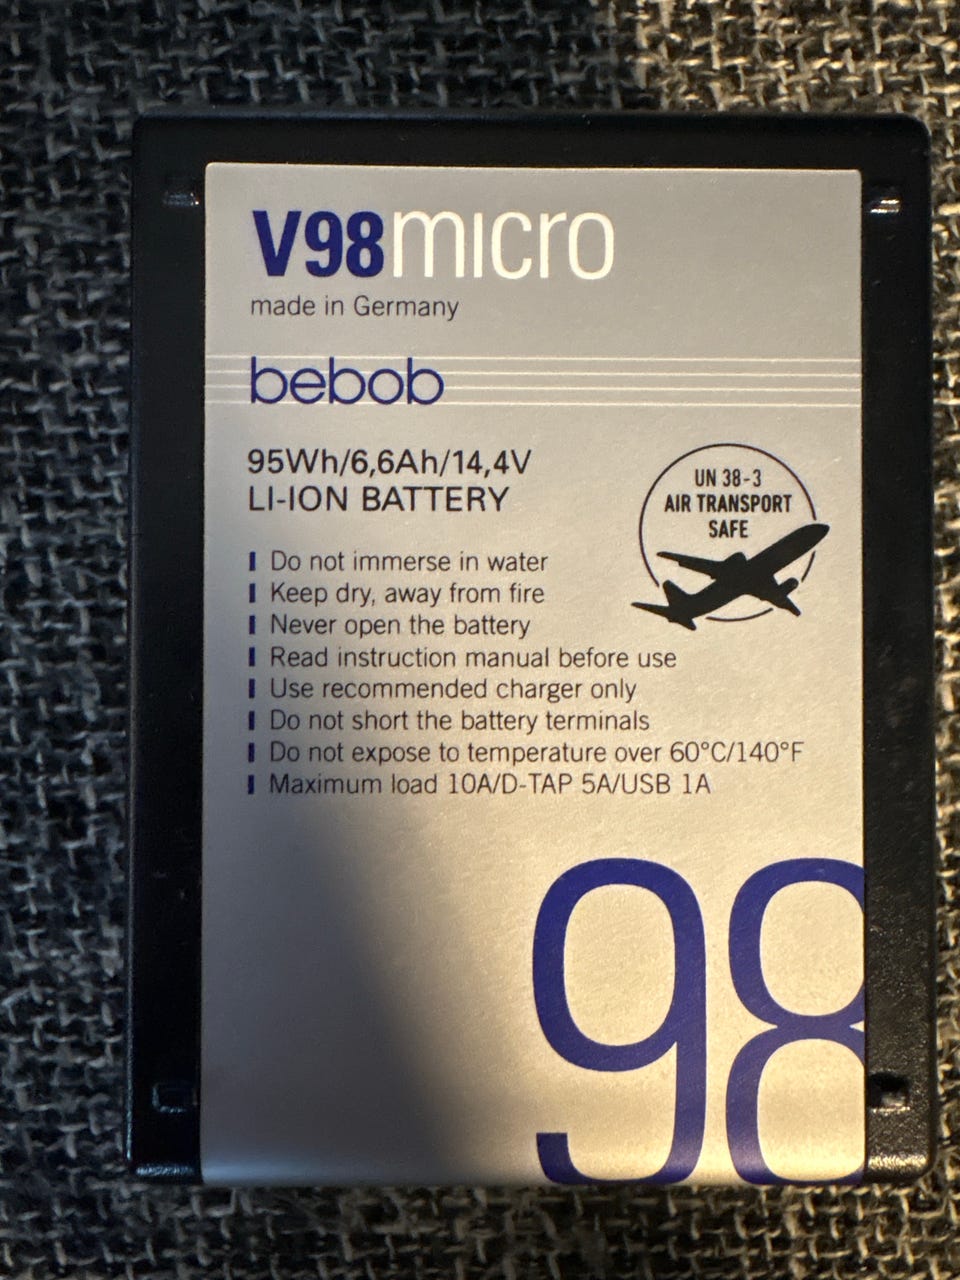 V98micro
made in Germany
bebob
95Wh/6,6Ah/14,4V
LI-ION BATTERY
UN 38-3
AIR TRANSPORT
SAFE
Do not immerse in water
Keep dry, away from fire
Never open the battery
Read instruction manual before use
Use recommended charger only
Do not short the battery terminals
Do not expose to temperature over 60°C/140°F
Maximum load 10A/D-TAP 5A/USB 1A
98